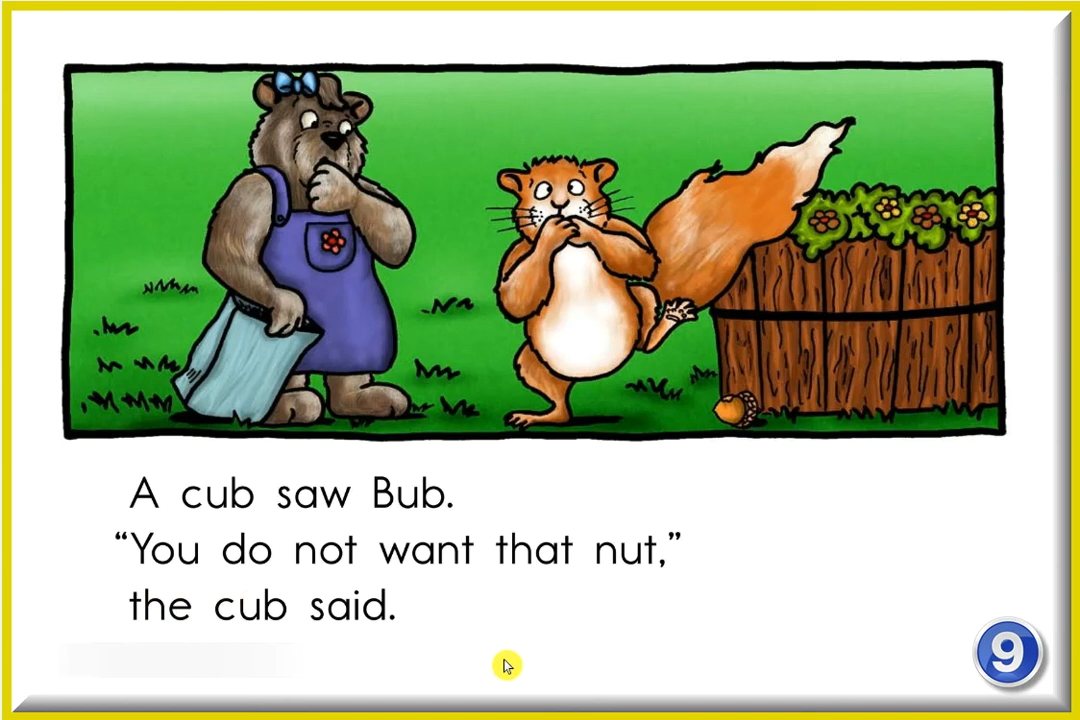 A cub saw Bub.
“You do not want that nut,”
the cub said.
9